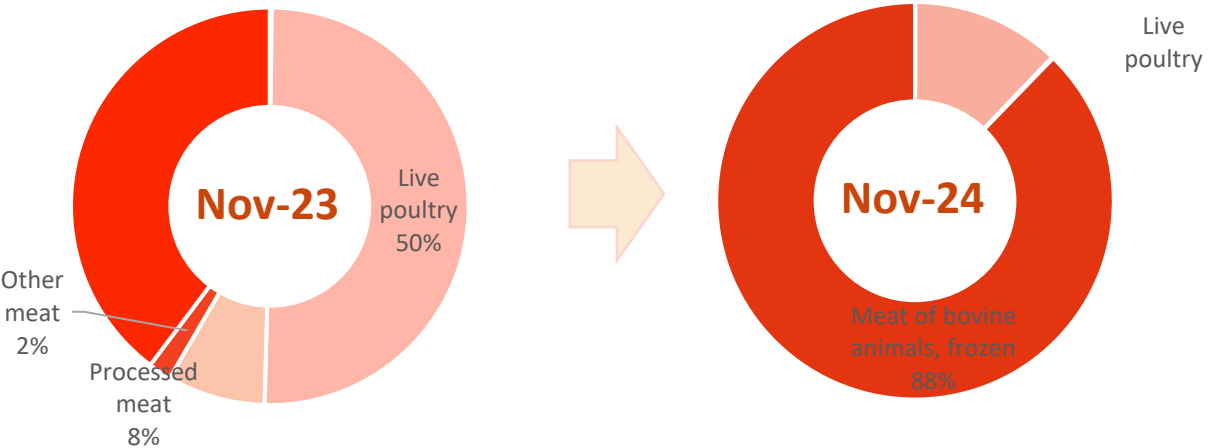 Nov-23
Live
poultry
50%
Other
meat
2%
Processed
meat
8%
Nov-24
Live
poultry
Meat of bovine
animals, frozen
88%